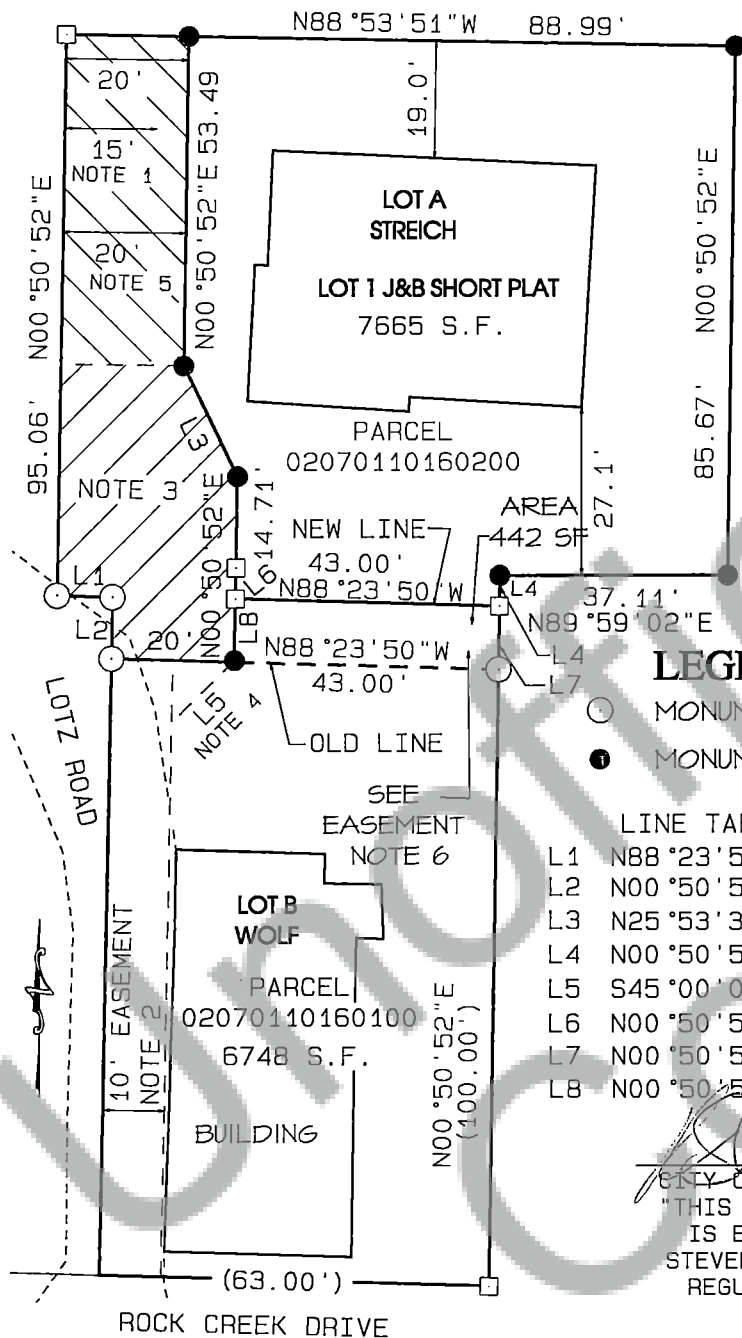 N88°53'51"W 88.99'
20'
15'
NOTE 1
20'
NOTE 5
N00°50'52"E 53.49
19.0'
LOT A
STREICH
LOT 1 J&B SHORT PLAT
7665 S.F.
N00°50'52"E
85.67'
N00°50'52"E
95.06'
L3
PARCEL
02070110160200
NOTE 3
N00°50'52"E
14.71'
27.1'
AREA
442 SF
NEW LINE
43.00'
N88°23'50"W
L6
L1
L2
L8
20'
N88°23'50"W
43.00'
L4
37.11'
N89°59'02"E
L4
L7
L5
NOTE 4
OLD LINE
LOTZ ROAD
SEE
EASEMENT
NOTE 6
MONUM
MONUM
LINE TA
L1 N88°23'5
L2 N00°50'5
L3 N25°53'3
L4 N00°50'5
L5 S45°00'0
L6 N00°50'5
L7 N00°50'5
L8 N00°50'5
LOT B
WOLF
PARCEL
02070110160100
6748 S.F.
10' EASEMENT
NOTE 2
BUILDING
N00°50'52"E
(100.00')
CITY
"THIS
IS E
STEVE
REGU
(63.00')
ROCK CREEK DRIVE